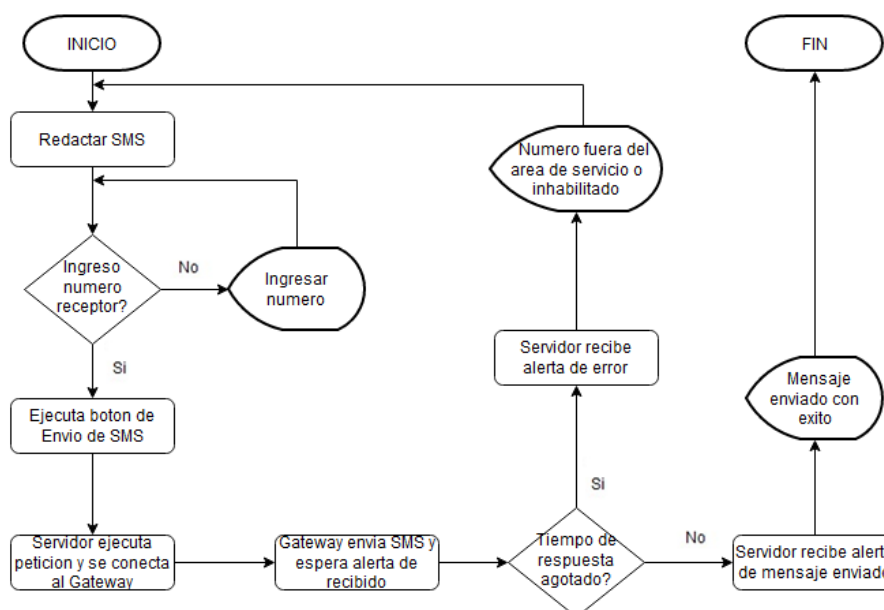 INICIO
FIN
Redactar SMS
Numero fuera del
area de servicio o
inhabilitado
Ingreso
numero
receptor?
No
Ingresar
numero
Si
Servidor recibe
alerta de error
Mensaje
enviado con
exito
Ejecuta boton de
Envio de SMS
Si
Servidor ejecuta
peticion y se conecta
al Gateway
Gateway envia SMS y
espera alerta de
recibido
Tiempo de
respuesta
agotado?
No
Servidor recibe alerta
de mensaje enviado